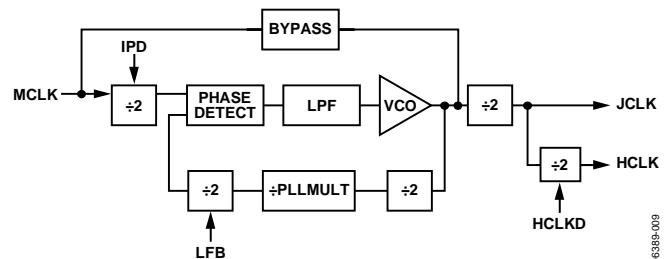 BYPASS
IPD
MCLK
÷2
PHASE
DETECT
LPF
VCO
÷2
JCLK
÷2
HCLK
÷2
÷PLLMULT
÷2
HCLKD
LFB
6389-009